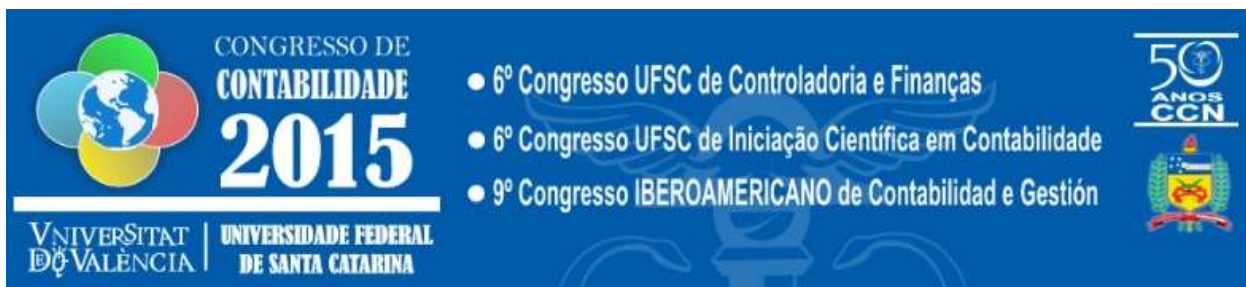 CONGRESSO DE
CONTABILIDADE
2015
VNIVERSITAT
DE VALÈNCIA
UNIVERSIDADE FEDERAL
DE SANTA CATARINA
● 6º Congresso UFSC de Controladoria e Finanças
● 6º Congresso UFSC de Iniciação Científica em Contabilidade
● 9º Congresso IBEROAMERICANO de Contabilidad e Gestión
50
ANOS
CCN